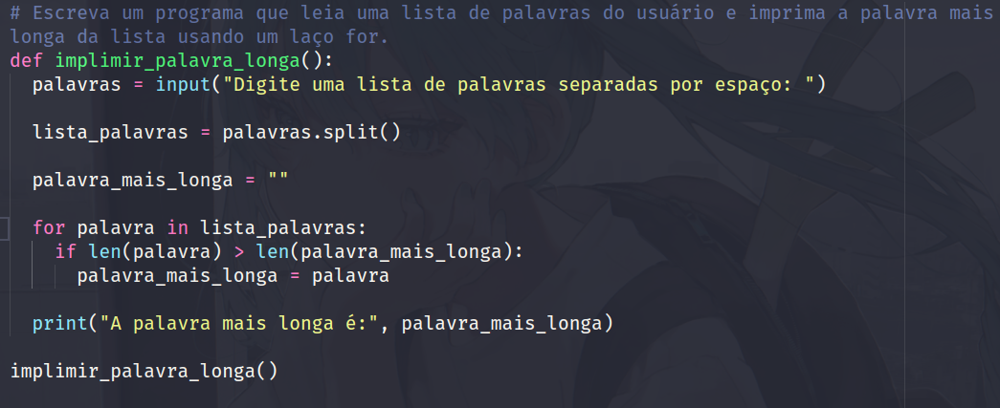 # Escreva um programa que leia uma lista de palavras do usuário e imprima a palavra mais
longa da lista usando um laço for.
def implimir_palavra_longa():
  palavras = input("Digite uma lista de palavras separadas por espaço: ")
  lista_palavras = palavras.split()
  palavra_mais_longa = ""
  for palavra in lista_palavras:
    if len(palavra) > len(palavra_mais_longa):
      palavra_mais_longa = palavra
  print("A palavra mais longa é:", palavra_mais_longa)
implimir_palavra_longa()